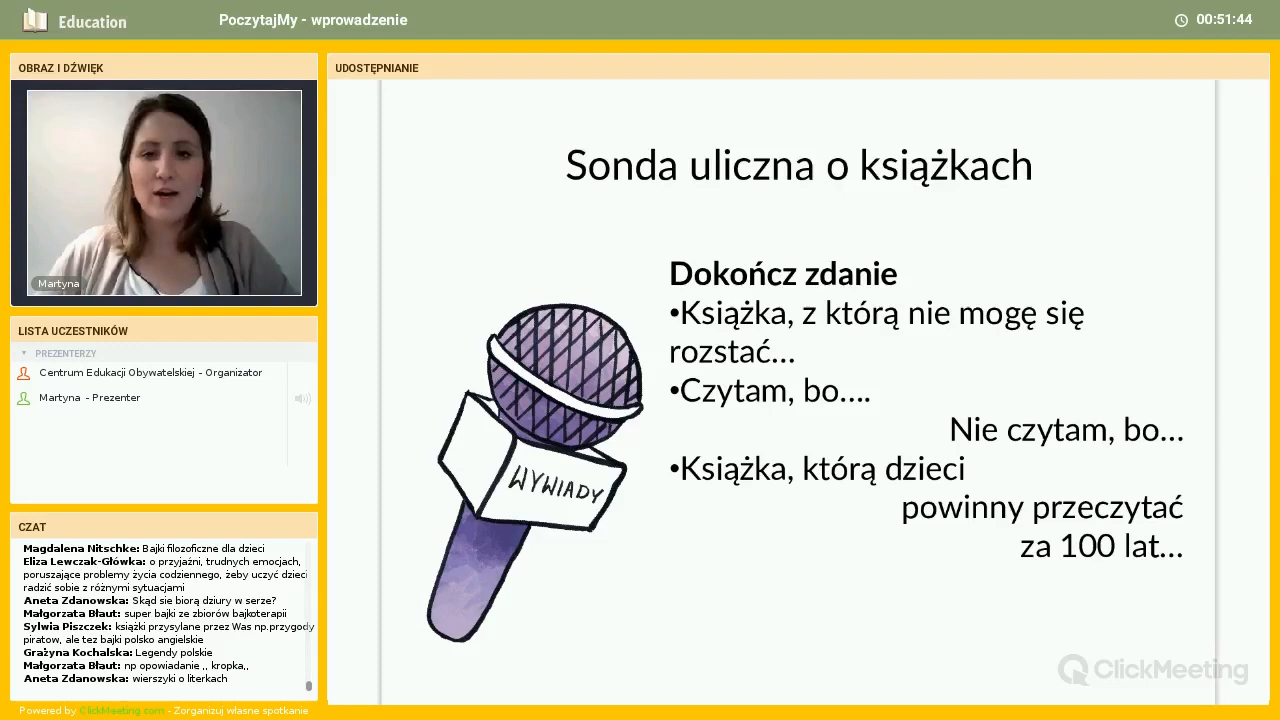 Education
PoczytajMy - wprowadzenie
00:51:44
OBRAZ I DŹWIĘK
Martyna
LISTA UCZESTNIKÓW
PREZENTERZY
Centrum Edukacji Obywatelskiej - Organizator
Martyna - Prezenter
CZAT
Magdalena Nitschke: Bajki filozoficzne dla dzieci
Eliza Lewczak-Główka: o przyjaźni, trudnych emocjach,
poruszające problemy życia codziennego, żeby uczyć dzieci
radzić sobie z różnymi sytuacjami
Aneta Zdanowska: Skąd sie biorą dziury w serze?
Małgorzata Błaut: super bajki ze zbiorów bajkoterapii
Sylwia Piszczek: książki przysylane przez Was np.przygody
piratow, ale tez bajki polsko angielskie
Grażyna Kochalska: Legendy polskie
Małgorzata Błaut: np opowiadanie ,, kropka,,
Aneta Zdanowska: wierszyki o literkach
Powered by ClickMeeting.com - Zorganizuj własne spotkanie
UDOSTĘPNIANIE
Sonda uliczna o książkach
Dokończ zdanie
•Książka, z którą nie mogę się
rozstać...
•Czytam, bo....
Nie czytam, bo...
•Książka, którą dzieci
powinny przeczytać
za 100 lat...
WYWIADY
ClickMeeting